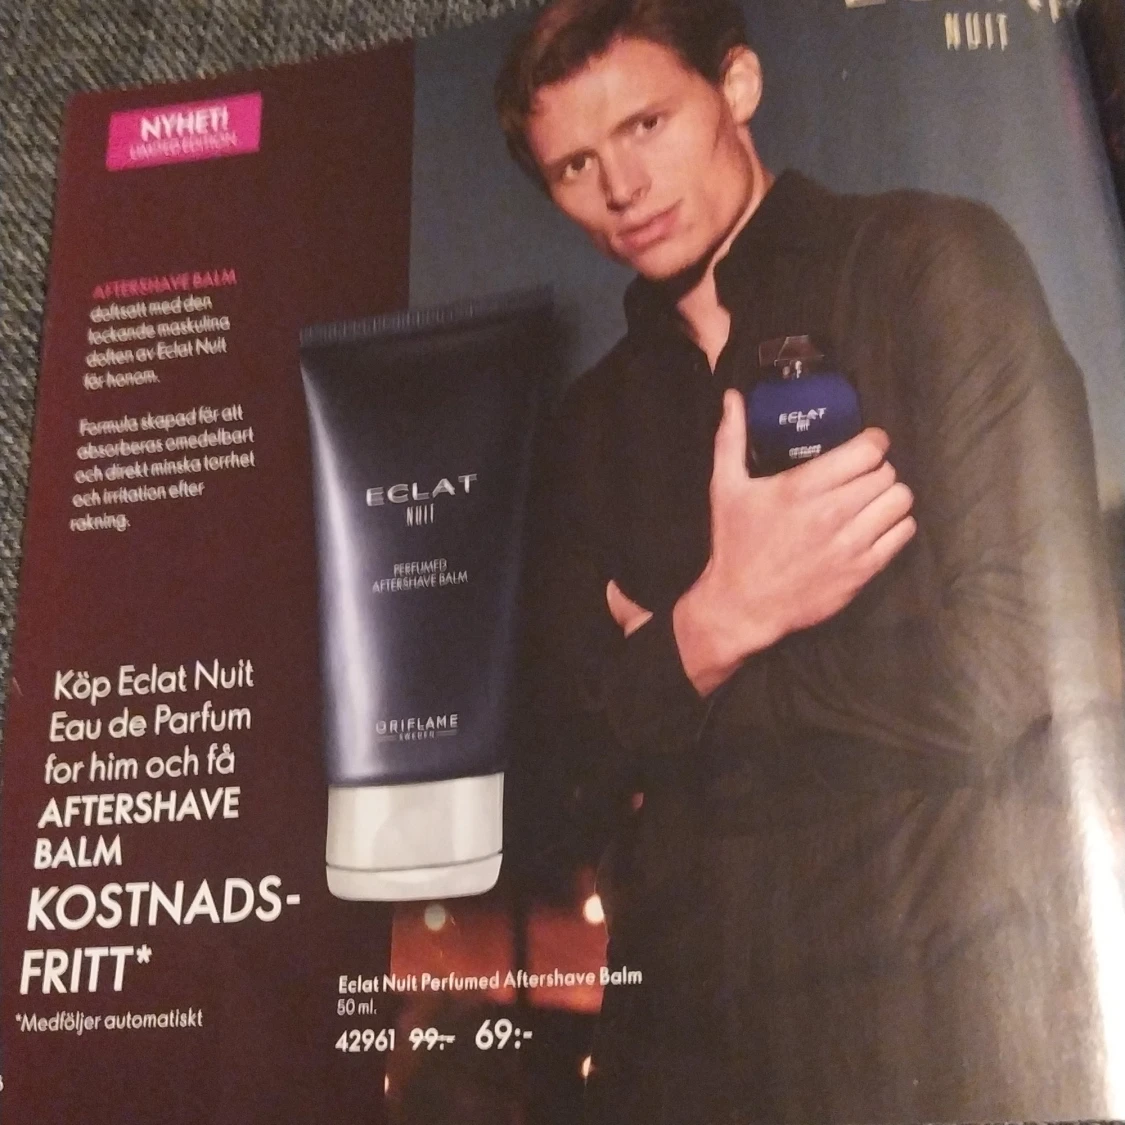 NUIT
NYHET!
LIMITED EDITION
AFTERSHAVE BALM
doftsatt med den
lockande maskulina
doften av Eclat Nuit
för honom.
Formula skapad för att
absorberas omedelbart
och direkt minska torrhet
och irritation efter
rakning.
ECLAT
NUIT
PERFUMED
AFTERSHAVE BALM
ORIFLAME
SWEDEN
ECLAT
NUIT
ORIFLAME
Köp Eclat Nuit
Eau de Parfum
for him och få
AFTERSHAVE
BALM
KOSTNADS-
FRITT*
*Medföljer automatiskt
Eclat Nuit Perfumed Aftershave Balm
50 ml.
42961 99:- 69:-